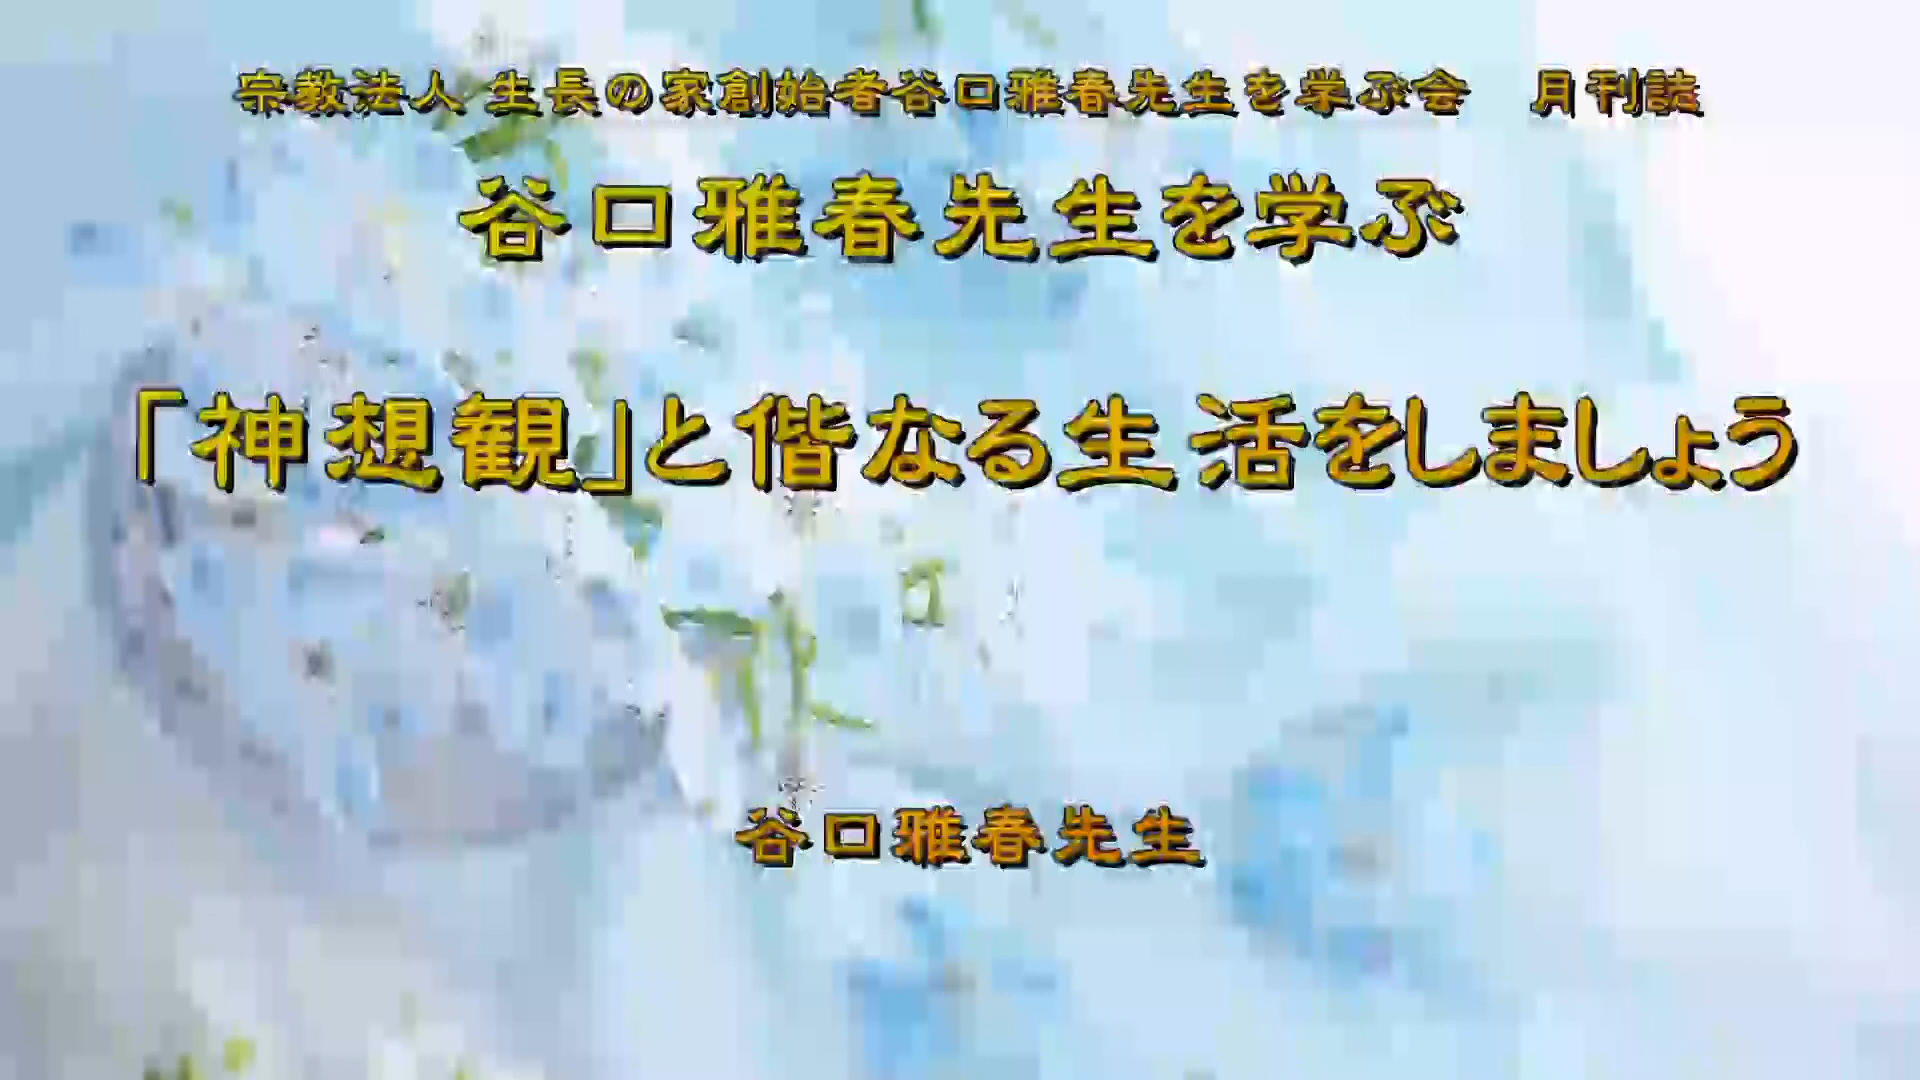 宗教法人 生長の家創始者谷口雅春先生を学ぶ会　月刊誌
谷口雅春先生を学ぶ
「神想観」と偕なる生活をしましょう
谷口雅春先生